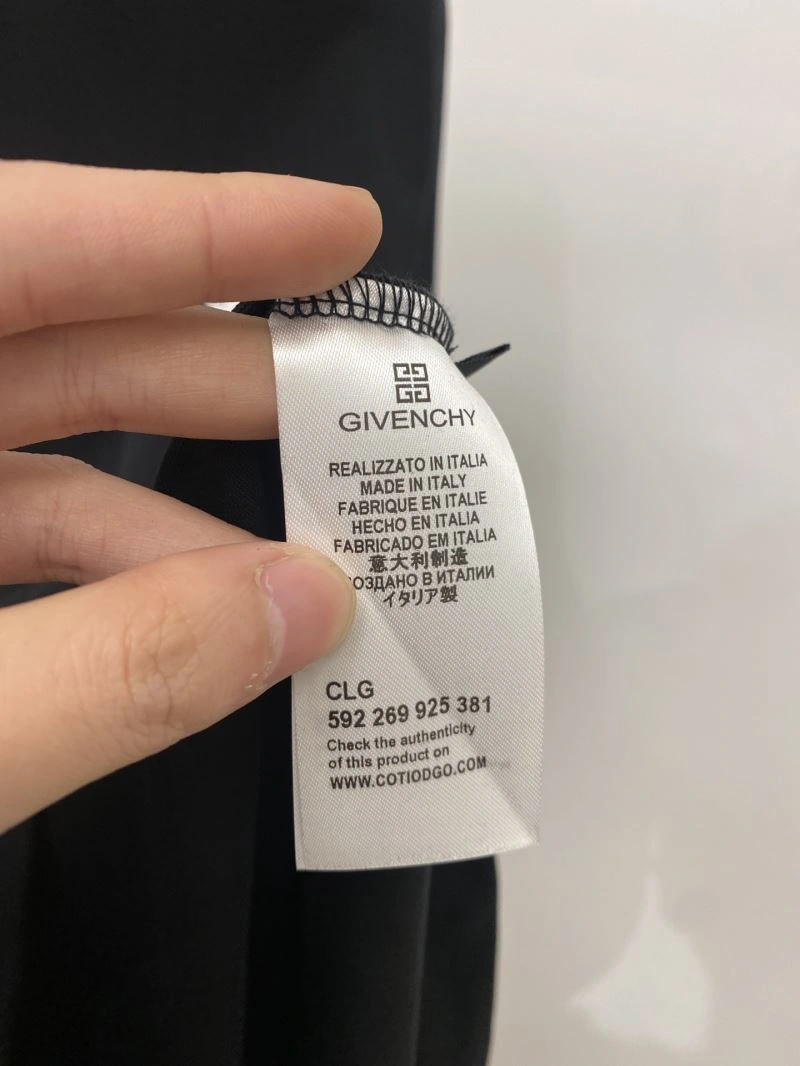 GIVENCHY
REALIZZATO IN ITALIA
MADE IN ITALY
FABRIQUE EN ITALIE
HECHO EN ITALIA
FABRICADO EM ITALIA
意大利制造
ОЗДАНО В ИТАЛИИ
イタリア製
CLG
592 269 925 381
Check the authenticity
of this product on
WWW.COTIODGO.COM